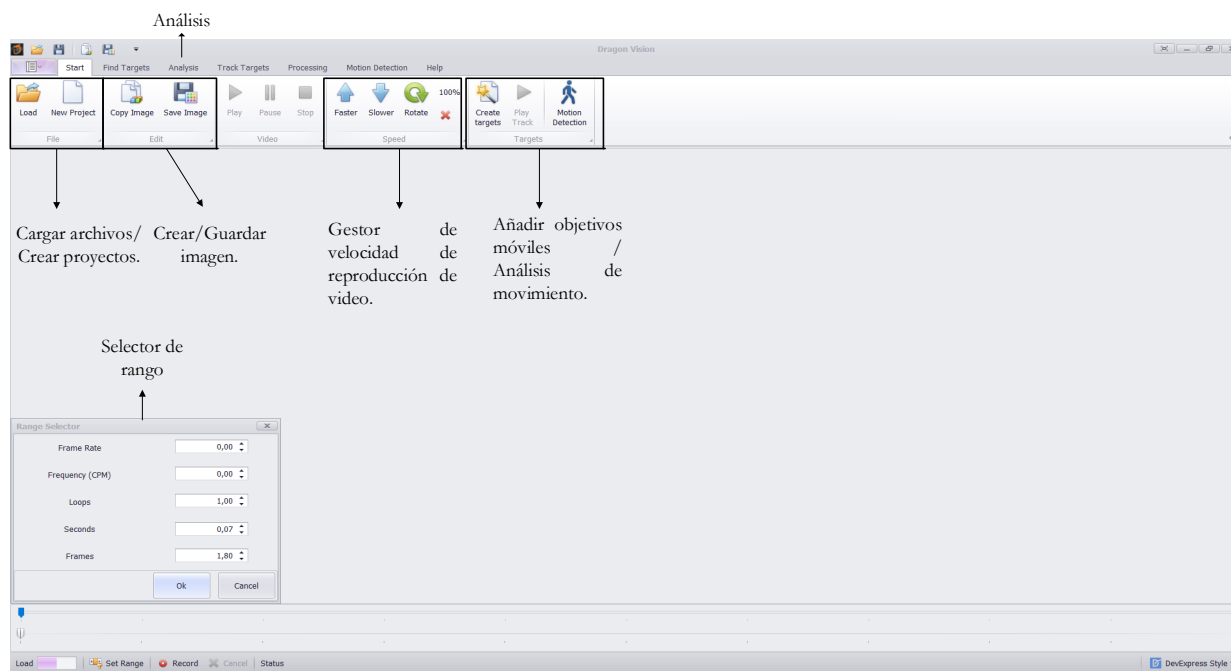 Análisis
Dragon Vision
Start Find Targets Analysis Track Targets Processing Motion Detection Help
Load New Project Copy Image Save Image Play Pause Stop Faster Slower Rotate 100% Create targets Play Track Motion Detection
File Edit Video Speed Targets
Cargar archivos/
Crear proyectos.
Crear/Guardar
imagen.
Gestor de
velocidad de
reproducción de
video.
Añadir objetivos
móviles /
Análisis de
movimiento.
Selector de
rango
Range Selector
Frame Rate 0,00
Frequency (CPM) 0,00
Loops 1,00
Seconds 0,07
Frames 1,80
Ok Cancel
Load Set Range Record Cancel Status DevExpress Style